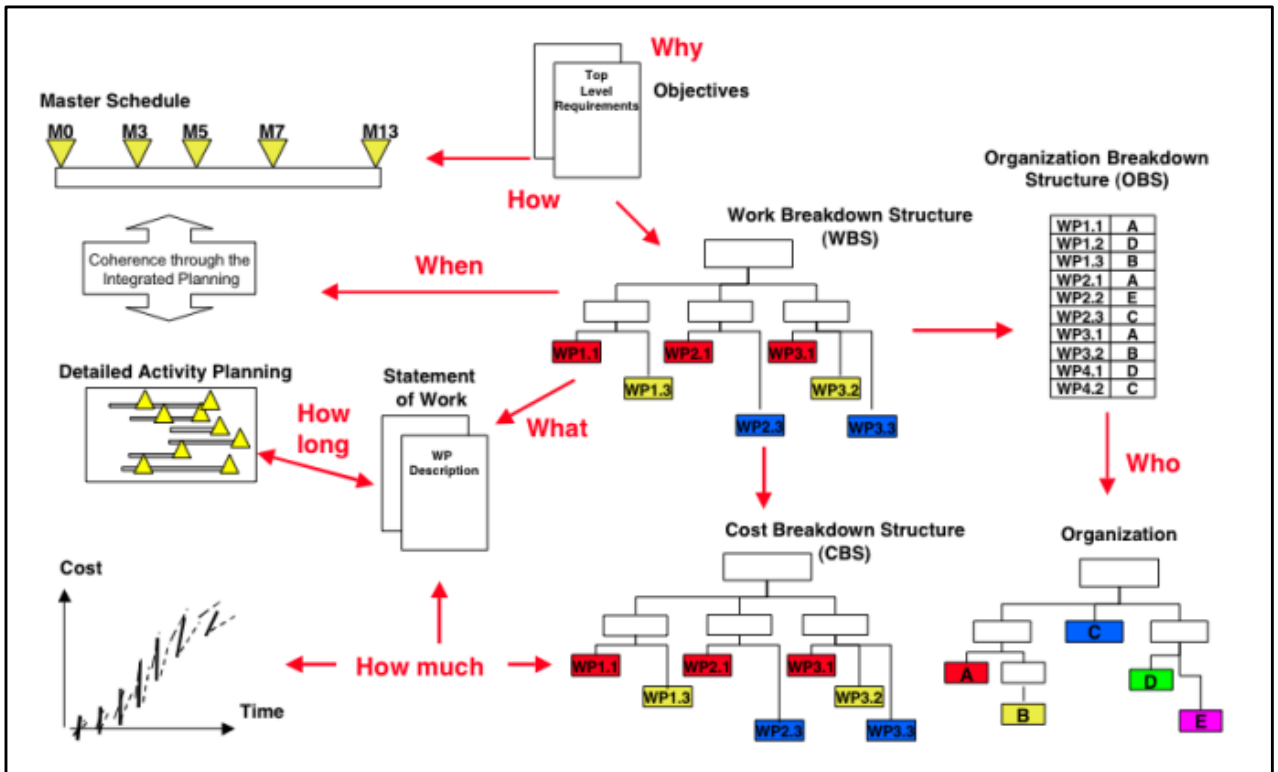 Why
Top
Level
Requirements
Objectives
Master Schedule
M0 M3 M5 M7 M13
How
Organization Breakdown
Structure (OBS)
Work Breakdown Structure
(WBS)
WP1.1 A
WP1.2 D
WP1.3 B
WP2.1 A
WP2.2 E
WP2.3 C
WP3.1 A
WP3.2 B
WP4.1 D
WP4.2 C
Coherence through the
Integrated Planning
When
WP1.1 WP2.1 WP3.1
WP1.3 WP3.2
WP2.3 WP3.3
Detailed Activity Planning
Statement
of Work
How
long
What
WP
Description
Who
Cost Breakdown Structure
(CBS)
Organization
Cost
Time
How much
WP1.1 WP2.1 WP3.1
WP1.3 WP3.2
WP2.3 WP3.3
C
A
D
B
E